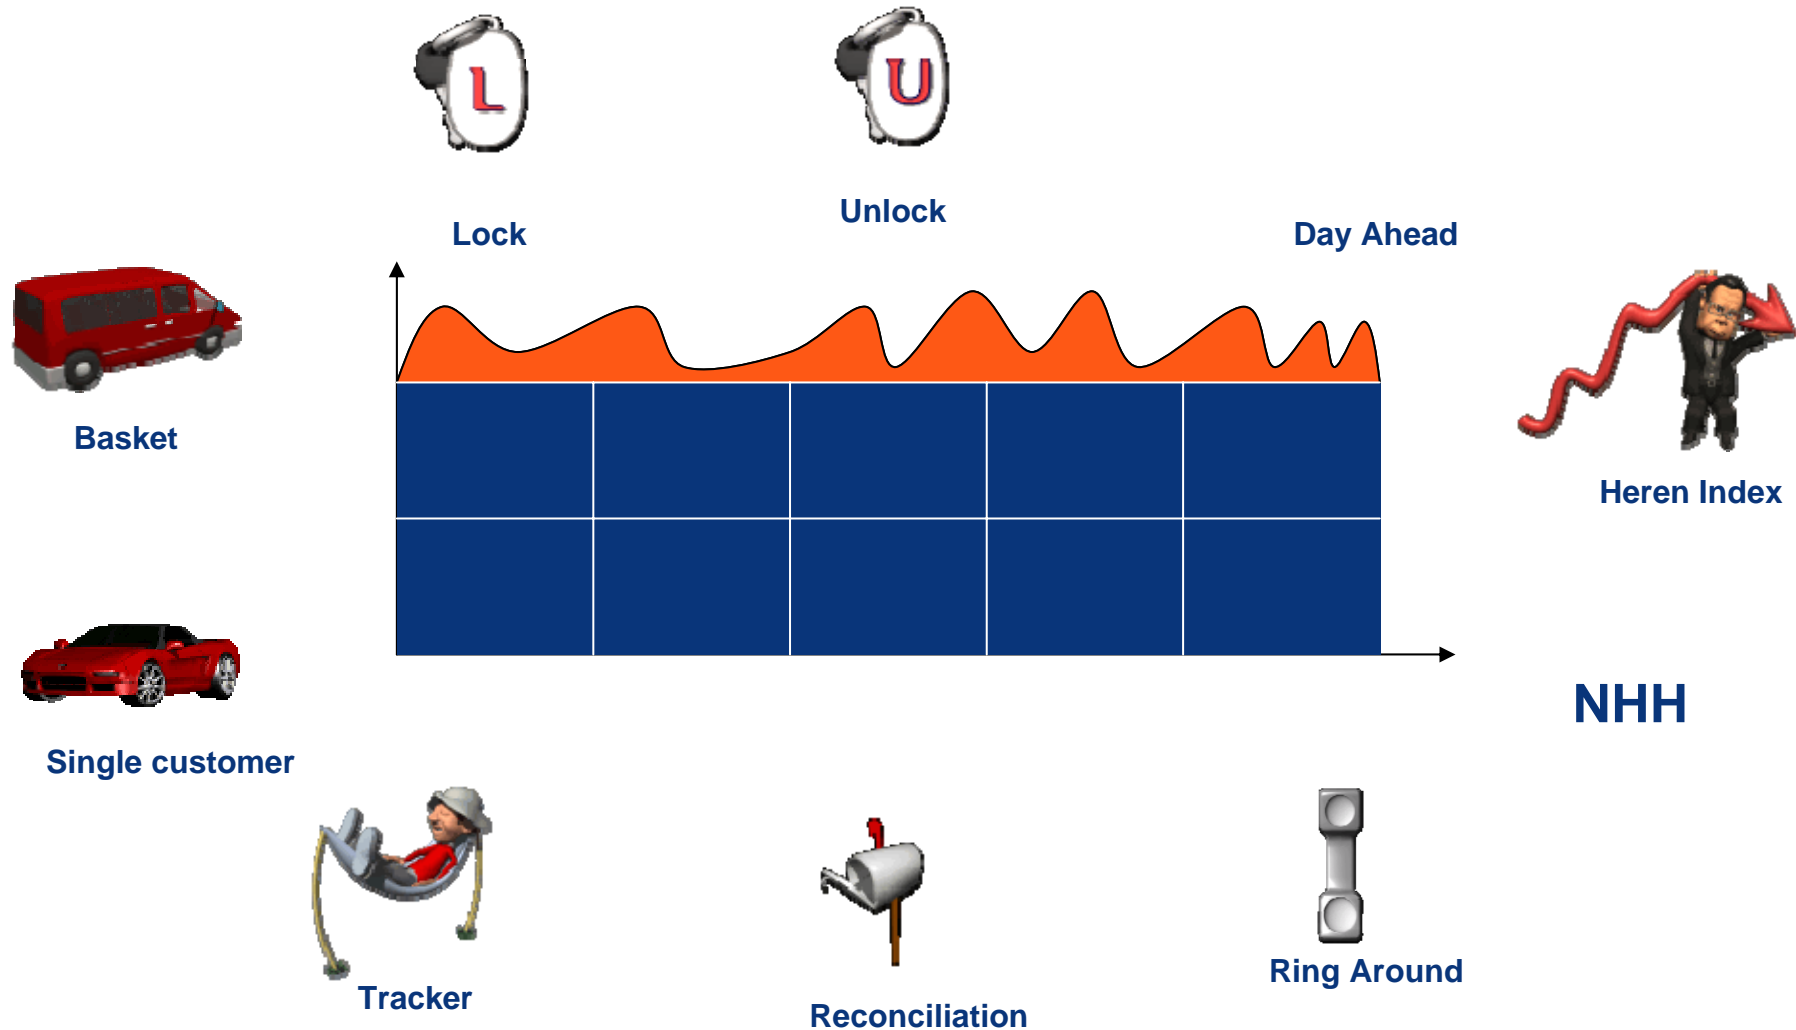 L
U
Unlock
Lock
Day Ahead
Basket
Heren Index
NHH
Single customer
Ring Around
Tracker
Reconciliation